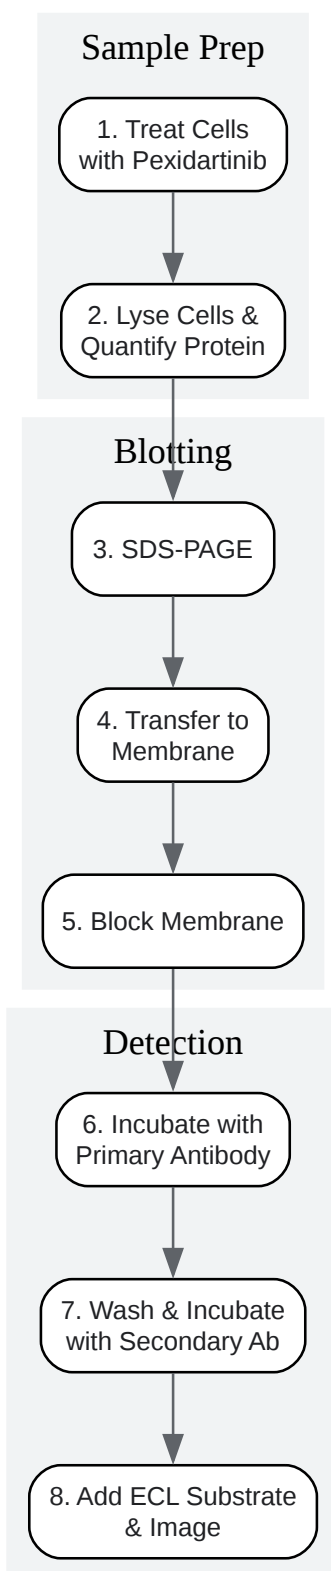 Sample Prep
1. Treat Cells
with Pexidartinib
2. Lyse Cells &
Quantify Protein
Blotting
3. SDS-PAGE
4. Transfer to
Membrane
5. Block Membrane
Detection
6. Incubate with
Primary Antibody
7. Wash & Incubate
with Secondary Ab
8. Add ECL Substrate
& Image